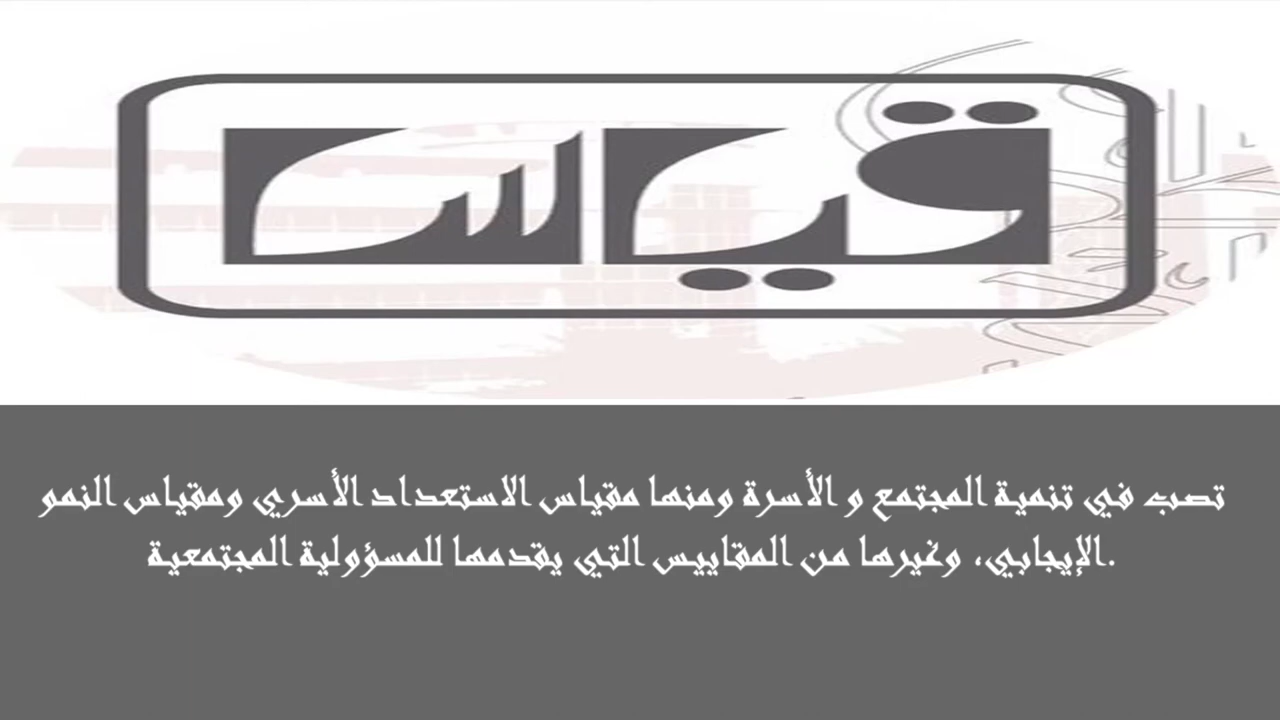 قياس
تصب في تنمية المجتمع و الأسرة ومنها مقياس الاستعداد الأسري ومقياس النمو
الإيجابي، وغيرها من المقاييس التي يقدمها للمسؤولية المجتمعية.